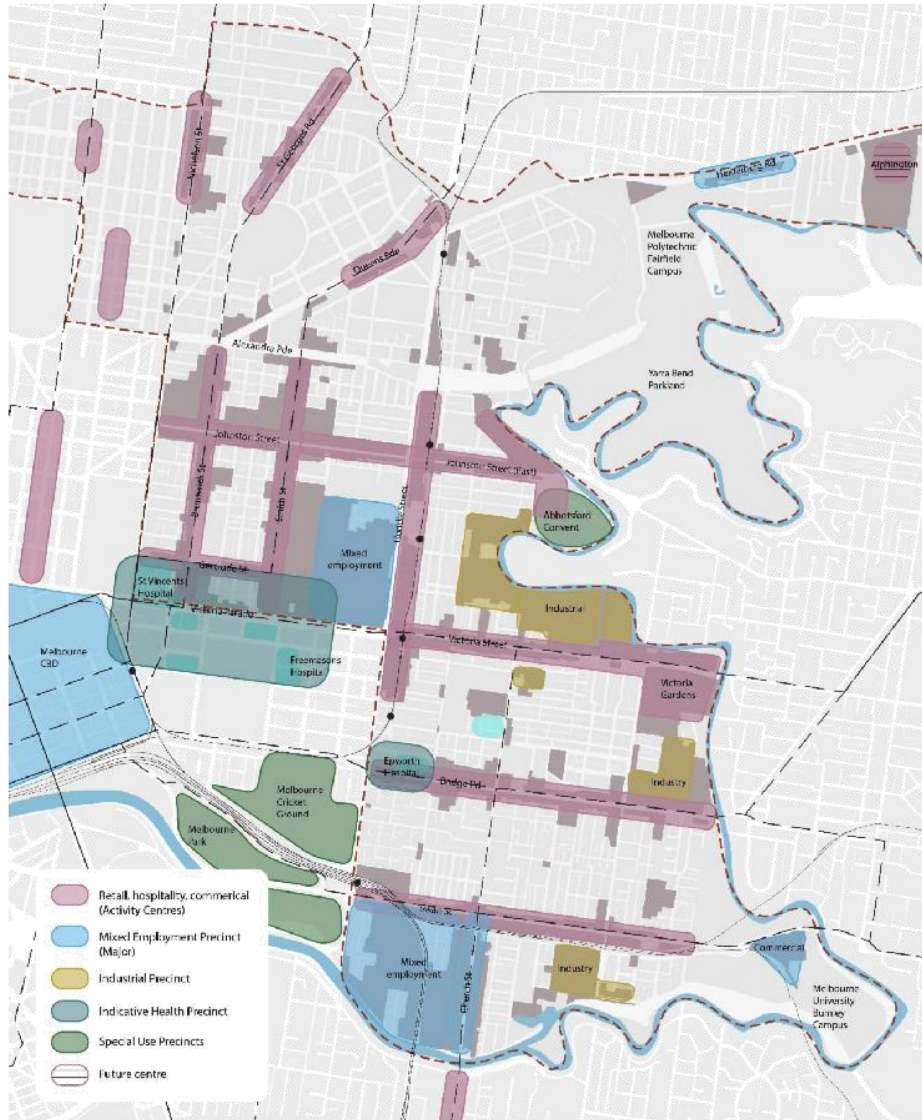 Nicholson St
St Georges Rd
Heidelberg Rd
Alphington
Queens Pde
Melbourne
Polytechnic
Fairfield
Campus
Alexandra Pde
Yarra Bend
Parkland
Johnston Street
Johnston Street (East)
Brunswick St
Smith St
Hoddle Street
Abbotsford
Convent
Mixed
employment
Gertrude St
St Vincents
Hospital
Victoria Parade
Industrial
Melbourne
CBD
Freemasons
Hospital
Victoria Street
Victoria
Gardens
Epworth
Hospital
Bridge Rd
Industry
Melbourne
Cricket
Ground
Melbourne
Park
Swan St
Mixed
employment
Church St
Industry
Commercial
Melbourne
University
Burnley
Campus
Retail, hospitality, commerical
(Activity Centres)
Mixed Employment Precinct
(Major)
Industrial Precinct
Indicative Health Precinct
Special Use Precincts
Future centre